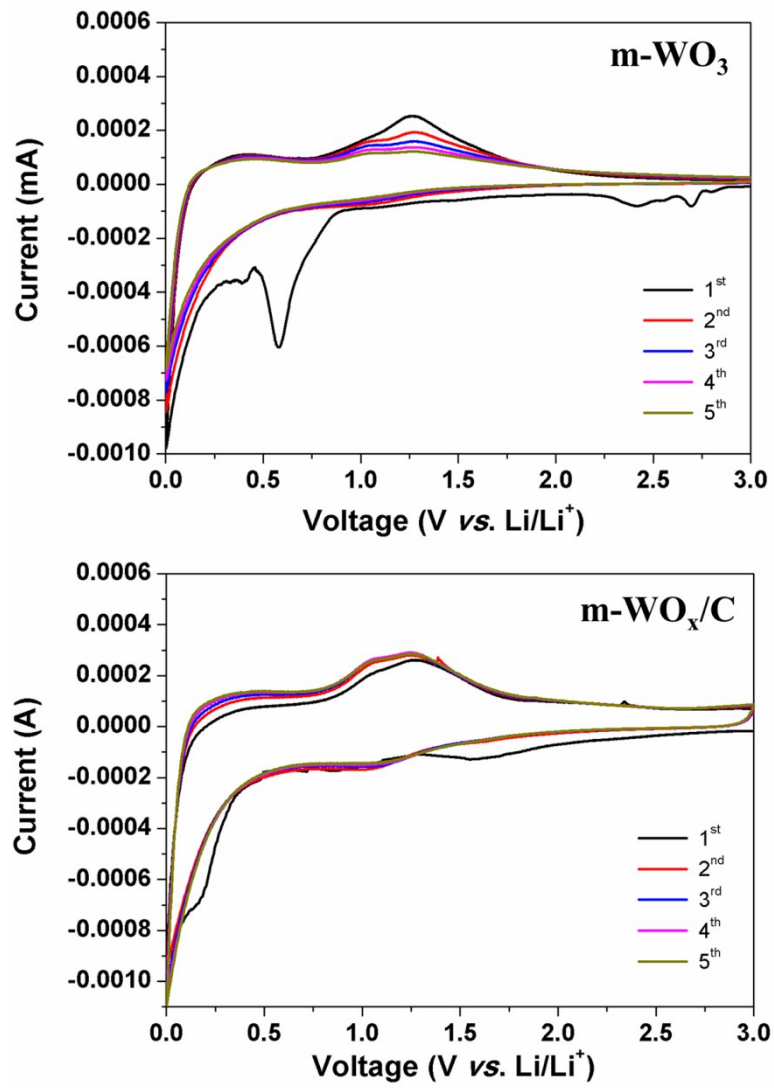 m-WO₃
0.0006
0.0004
0.0002
0.0000
-0.0002
-0.0004
-0.0006
-0.0008
-0.0010
Current (mA)
1st
2nd
3rd
4th
5th
0.0 0.5 1.0 1.5 2.0 2.5 3.0
Voltage (V vs. Li/Li⁺)
m-WOₓ/C
0.0006
0.0004
0.0002
0.0000
-0.0002
-0.0004
-0.0006
-0.0008
-0.0010
Current (A)
1st
2nd
3rd
4th
5th
0.0 0.5 1.0 1.5 2.0 2.5 3.0
Voltage (V vs. Li/Li⁺)